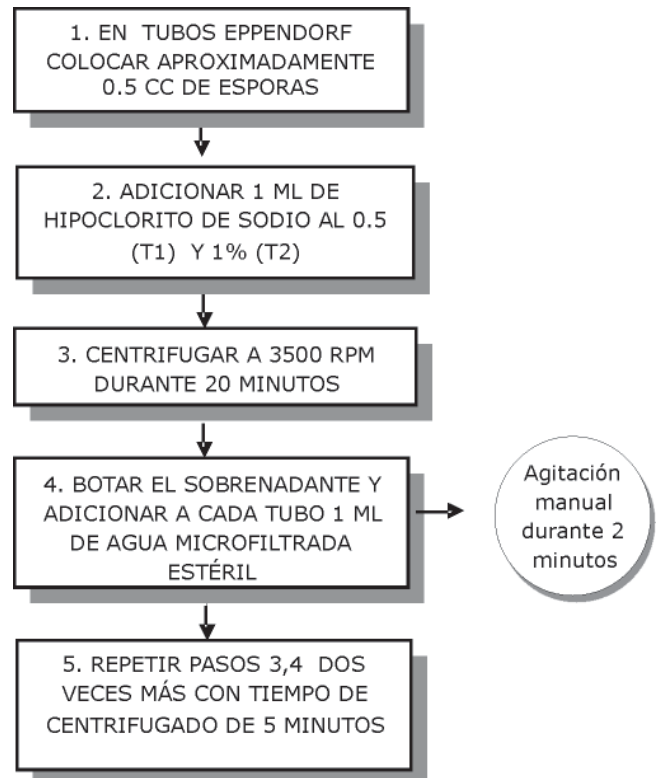 1. EN TUBOS EPPENDORF
COLOCAR APROXIMADAMENTE
0.5 CC DE ESPORAS
2. ADICIONAR 1 ML DE
HIPOCLORITO DE SODIO AL 0.5
(T1) Y 1% (T2)
3. CENTRIFUGAR A 3500 RPM
DURANTE 20 MINUTOS
4. BOTAR EL SOBRENADANTE Y
ADICIONAR A CADA TUBO 1 ML
DE AGUA MICROFILTRADA
ESTÉRIL
Agitación
manual
durante 2
minutos
5. REPETIR PASOS 3,4 DOS
VECES MÁS CON TIEMPO DE
CENTRIFUGADO DE 5 MINUTOS